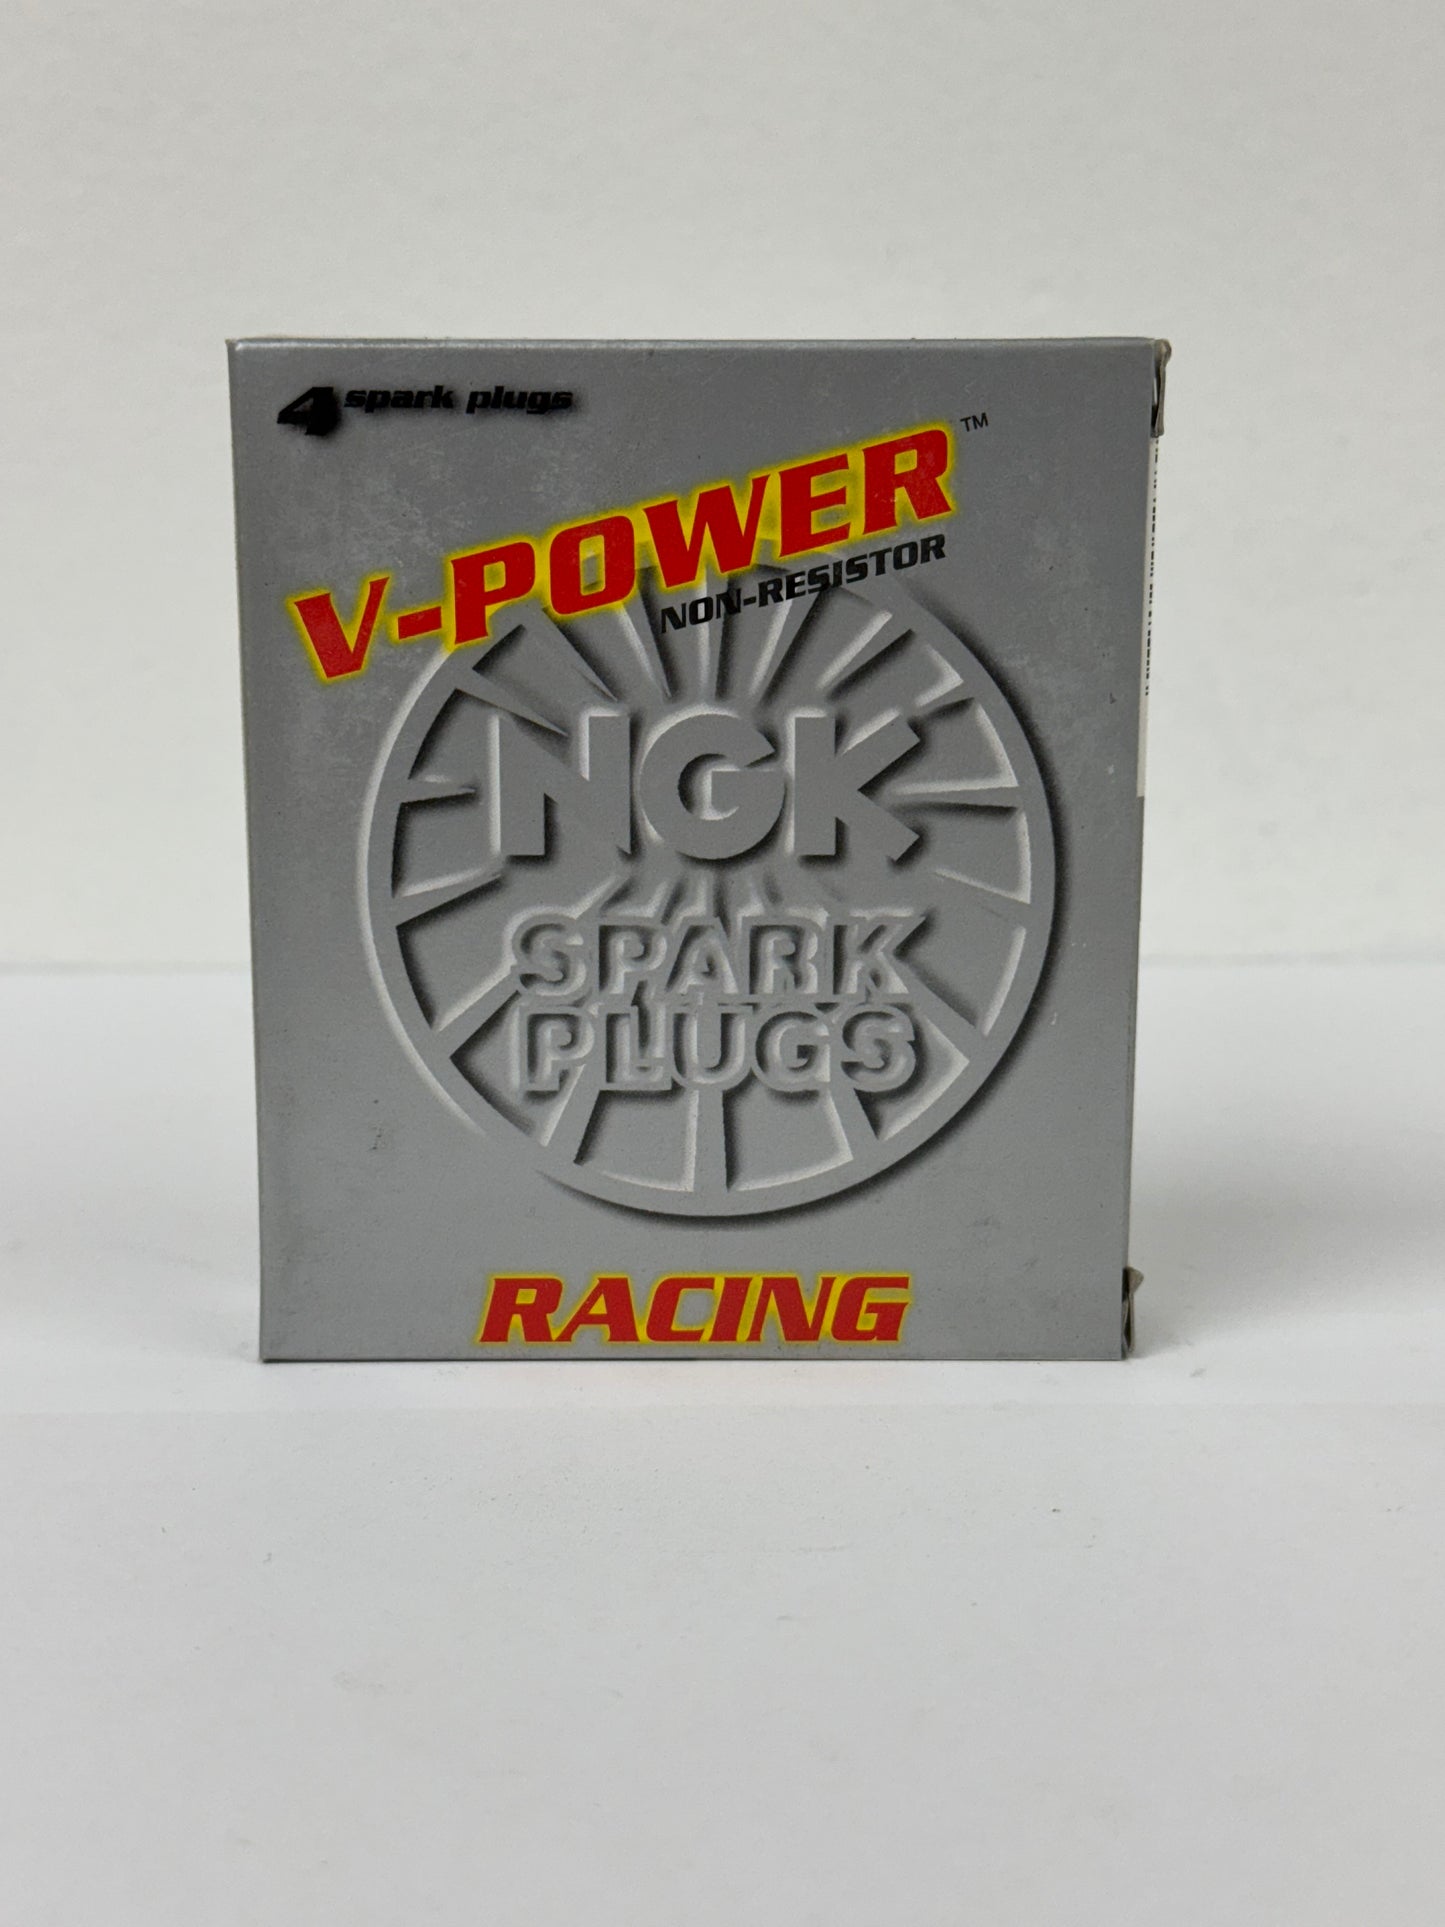 4 spark plugs
V-POWER™
NON-RESISTOR
NGK
SPARK
PLUGS
RACING